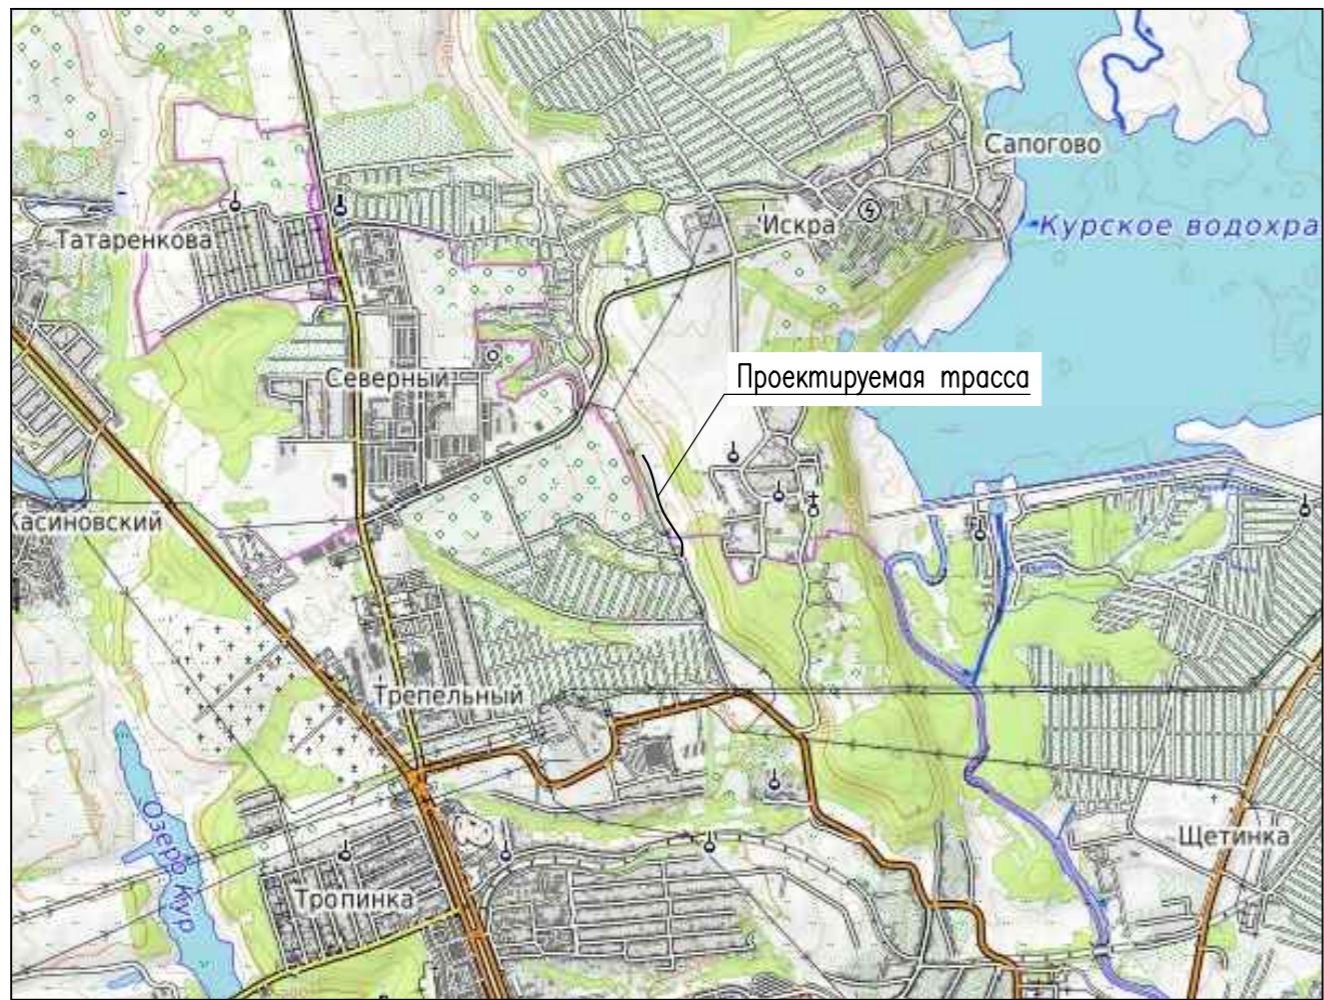 Сапогово
Искра
Курское водохра
Татаренкова
Северный
Проектируемая трасса
Касиновский
Трепельный
Озеро Кур
Щетинка
Тропинка